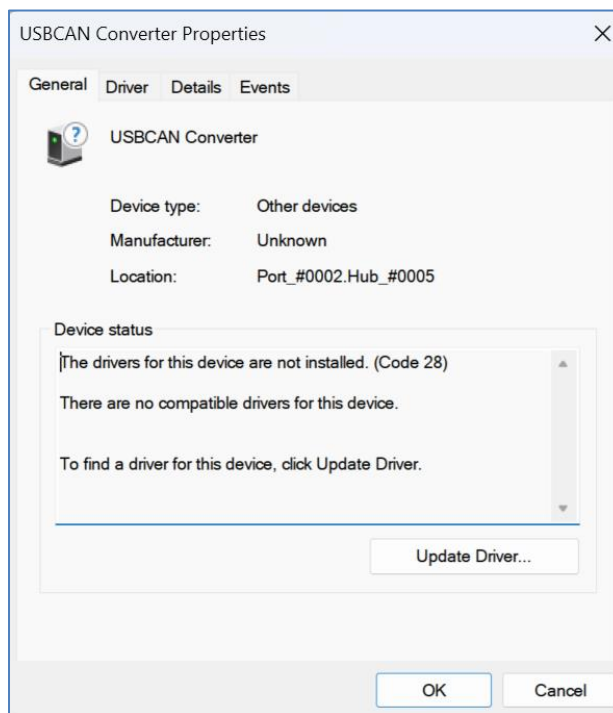 USBCAN Converter Properties
General Driver Details Events
USBCAN Converter
Device type: Other devices
Manufacturer: Unknown
Location: Port_#0002.Hub_#0005
Device status
The drivers for this device are not installed. (Code 28)
There are no compatible drivers for this device.
To find a driver for this device, click Update Driver.
Update Driver...
OK Cancel